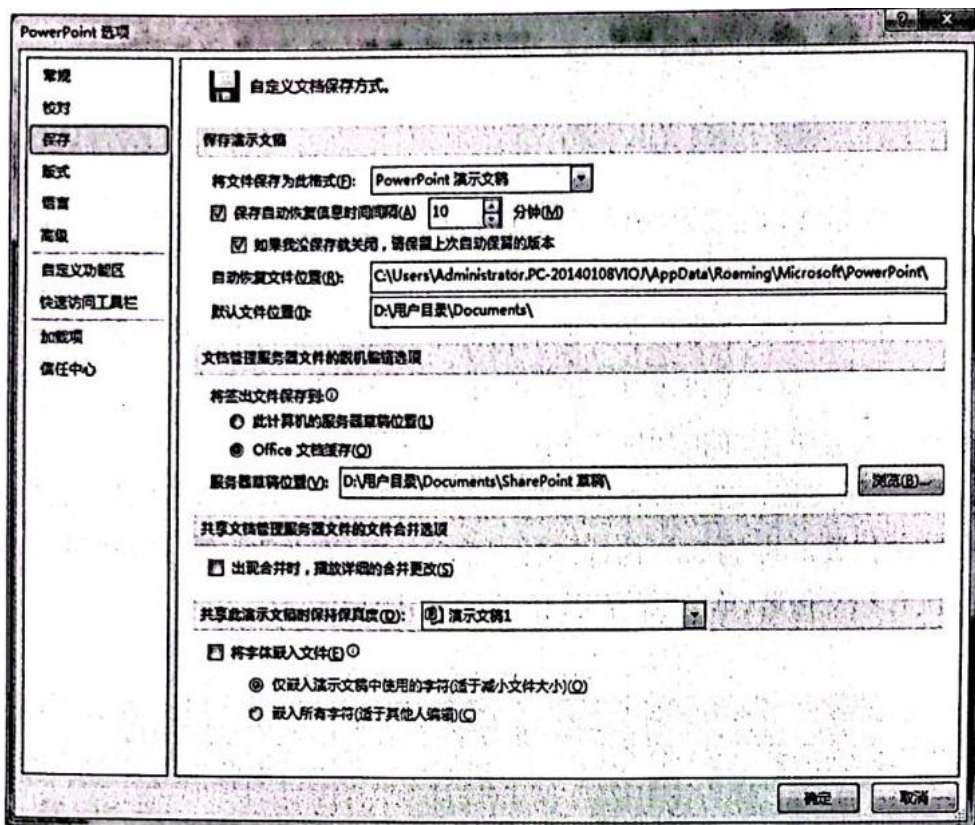 PowerPoint 选项
常规
校对
保存
版式
语言
高级
自定义功能区
快速访问工具栏
加载项
信任中心
自定义文档保存方式。
保存演示文稿
将文件保存为此格式(F): PowerPoint 演示文稿
保存自动恢复信息时间间隔(A) 10 分钟(M)
如果我没保存就关闭，请保留上次自动保留的版本
自动恢复文件位置(R): C:\Users\Administrator.PC-20140108VIOJ\AppData\Roaming\Microsoft\PowerPoint\
默认文件位置(I): D:\用户目录\Documents\
文档管理服务器文件的脱机编辑选项
将签出文件保存到:
此计算机的服务器草稿位置(L)
Office 文档缓存(O)
服务器草稿位置(V): D:\用户目录\Documents\SharePoint 草稿\ 浏览(B)...
共享文档管理服务器文件的文件合并选项
出现合并时，播放详细的合并更改(S)
共享此演示文稿时保持保真度(D): 演示文稿1
将字体嵌入文件(E)
仅嵌入演示文稿中使用的字符(适于减小文件大小)(O)
嵌入所有字符(适于其他人编辑)(C)
确定 取消